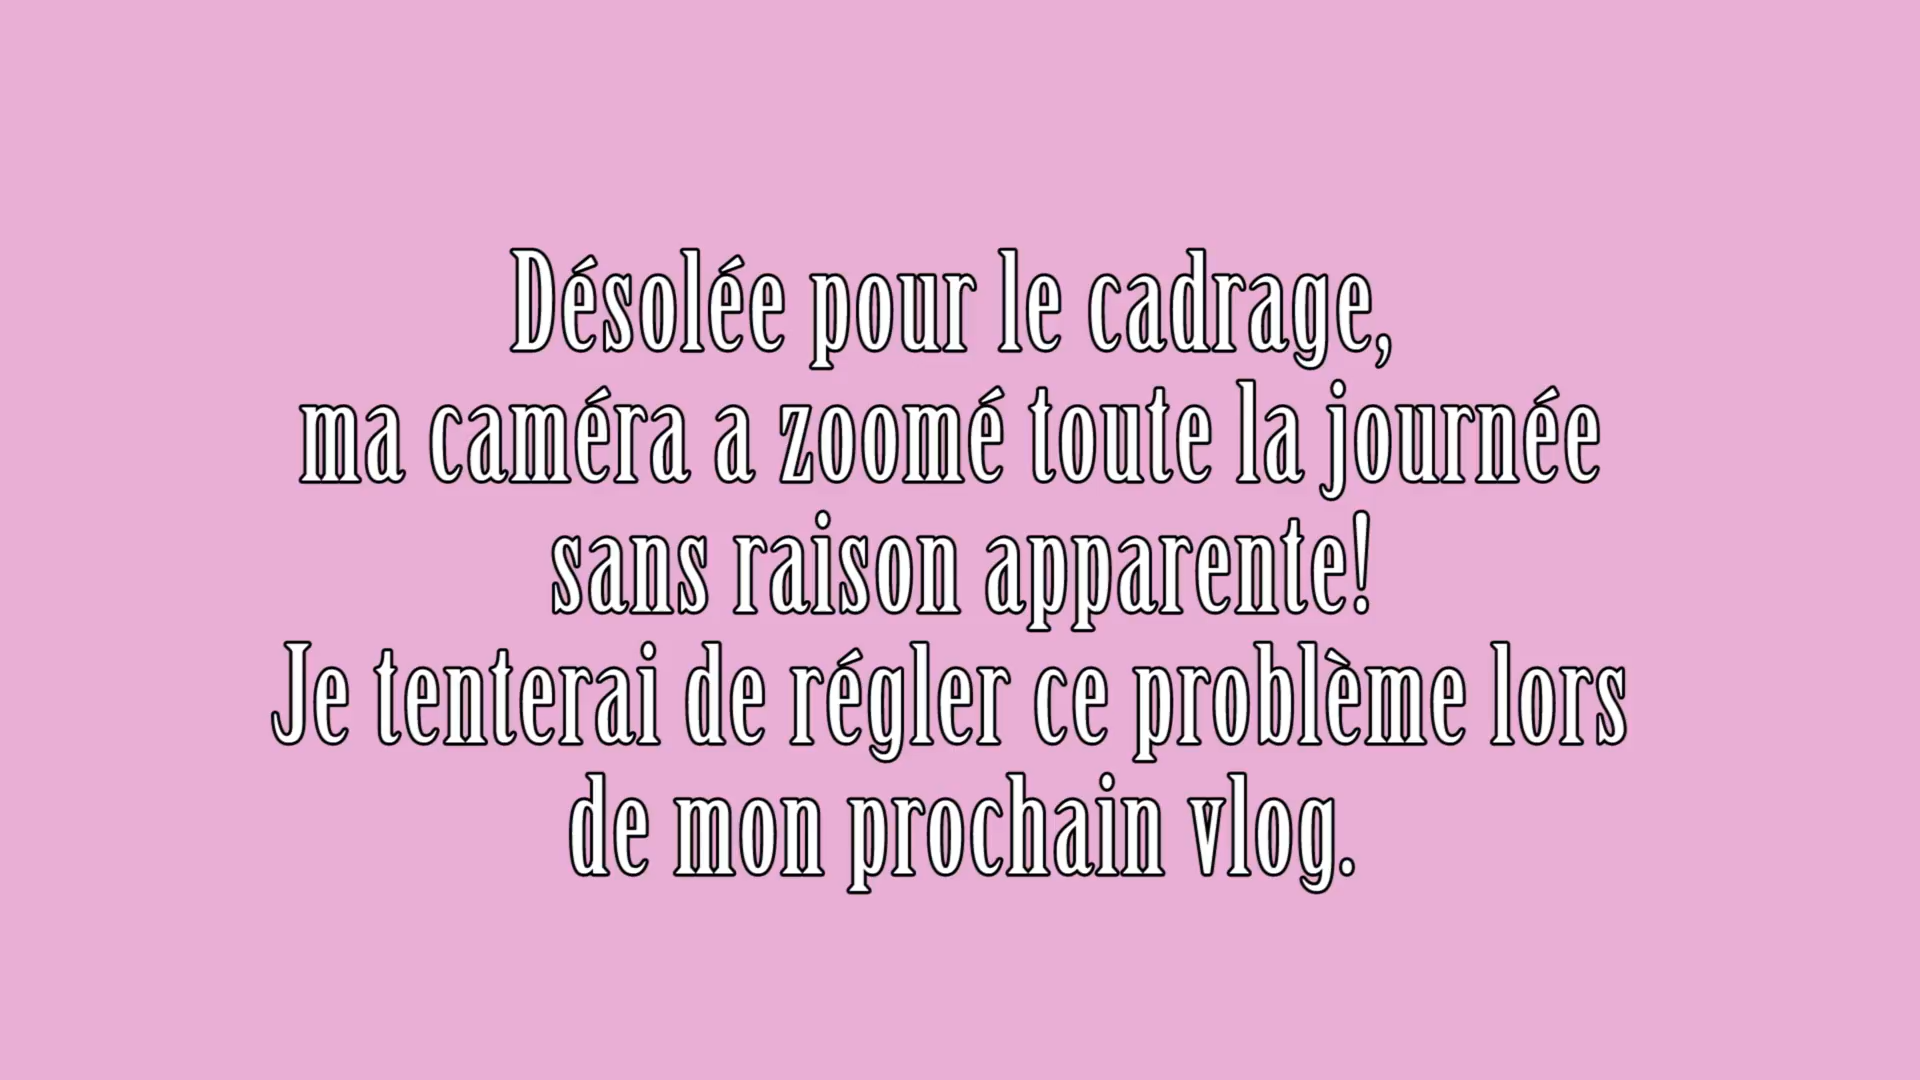 Désolée pour le cadrage,
ma caméra a zoomé toute la journée
sans raison apparente!
Je tenterai de régler ce problème lors
de mon prochain vlog.